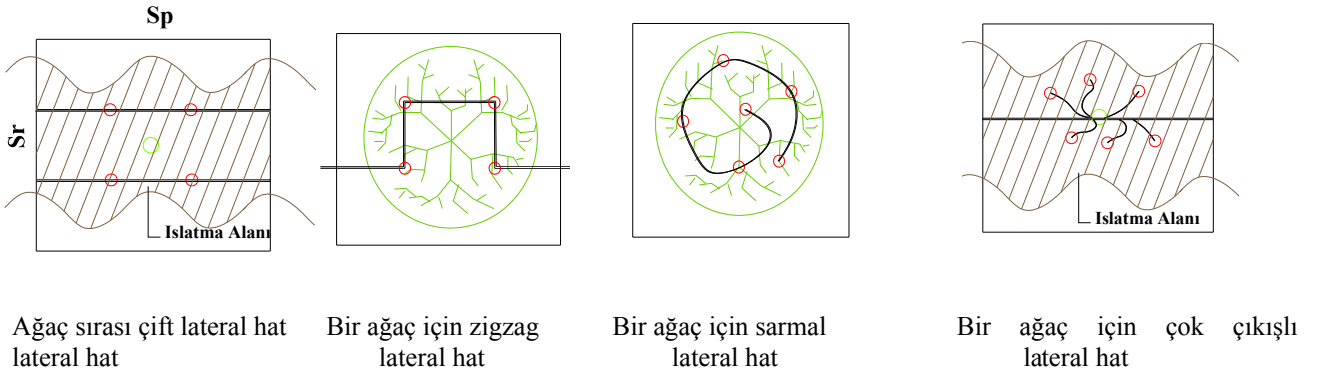 Sp
Sr
Islatma Alanı
Islatma Alanı
Ağaç sırası çift lateral hat
lateral hat
Bir ağaç için zigzag
lateral hat
Bir ağaç için sarmal
lateral hat
Bir ağaç için çok çıkışlı
lateral hat